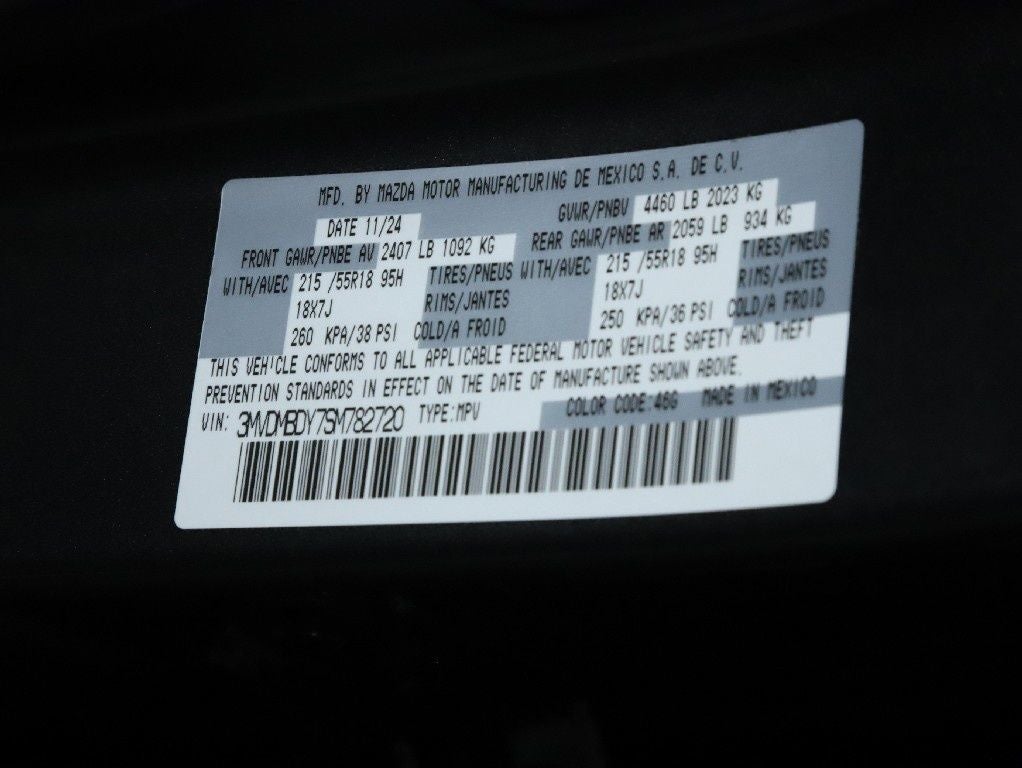 MFD. BY MAZDA MOTOR MANUFACTURING DE MEXICO S.A. DE C.V.
DATE 11/24 GVWR/PNBV 4460 LB 2023 KG
FRONT GAWR/PNBE AV 2407 LB 1092 KG REAR GAWR/PNBE AR 2059 LB 934 KG
WITH/AVEC 215 /55R18 95H TIRES/PNEUS WITH/AVEC 215 /55R18 95H TIRES/PNEUS
18X7J RIMS/JANTES 18X7J RIMS/JANTES
260 KPA/38 PSI COLD/A FROID 250 KPA/36 PSI COLD/A FROID
THIS VEHICLE CONFORMS TO ALL APPLICABLE FEDERAL MOTOR VEHICLE SAFETY AND THEFT
PREVENTION STANDARDS IN EFFECT ON THE DATE OF MANUFACTURE SHOWN ABOVE.
VIN: 3MVDMBDY7SM782720 TYPE:MPV COLOR CODE:46G MADE IN MEXICO